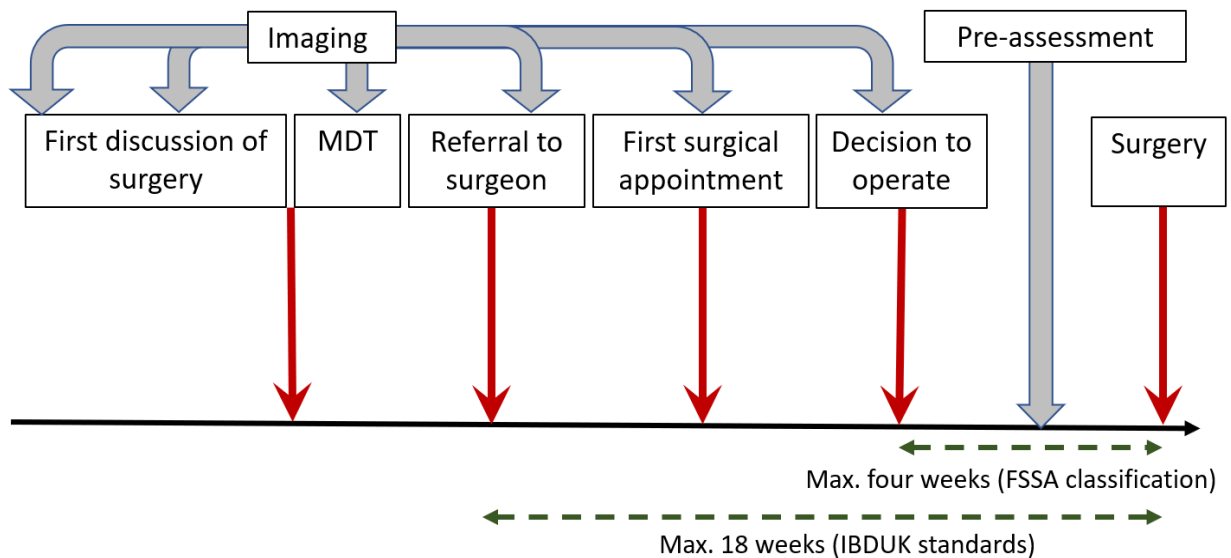 Imaging
Pre-assessment
First discussion of
surgery
MDT
Referral to
surgeon
First surgical
appointment
Decision to
operate
Surgery
Max. four weeks (FSSA classification)
Max. 18 weeks (IBDUK standards)